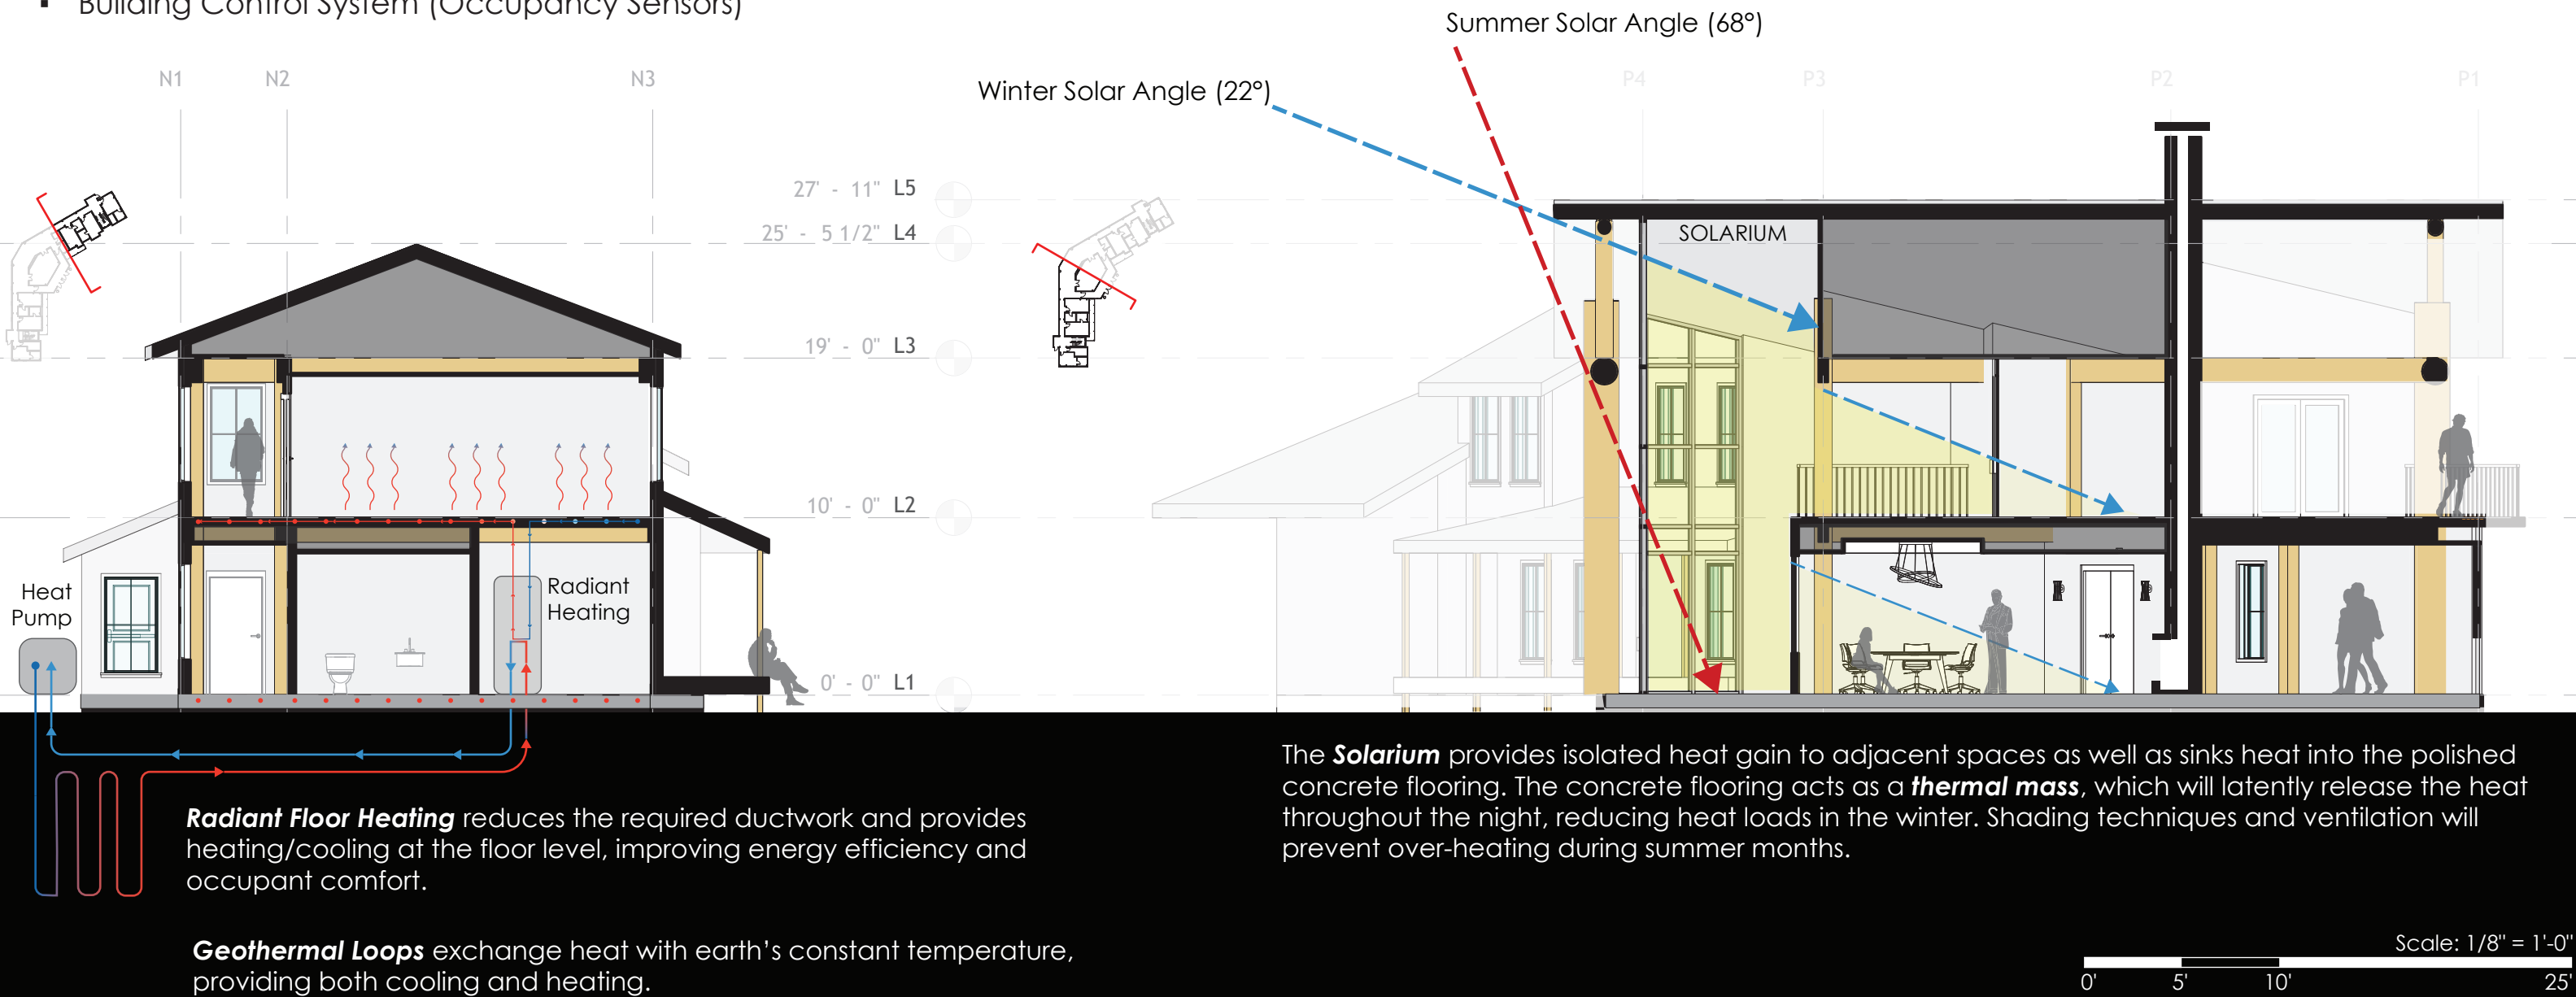 ▪ Building Control System (Occupancy Sensors)
Summer Solar Angle (68°)
Winter Solar Angle (22°)
N1 N2 N3
P4 P3 P2 P1
27' - 11" L5
25' - 5 1/2" L4
19' - 0" L3
10' - 0" L2
0' - 0" L1
SOLARIUM
Heat
Pump
Radiant
Heating
Radiant Floor Heating reduces the required ductwork and provides
heating/cooling at the floor level, improving energy efficiency and
occupant comfort.
Geothermal Loops exchange heat with earth's constant temperature,
providing both cooling and heating.
The Solarium provides isolated heat gain to adjacent spaces as well as sinks heat into the polished
concrete flooring. The concrete flooring acts as a thermal mass, which will latently release the heat
throughout the night, reducing heat loads in the winter. Shading techniques and ventilation will
prevent over-heating during summer months.
Scale: 1/8" = 1'-0"
0' 5' 10' 25'